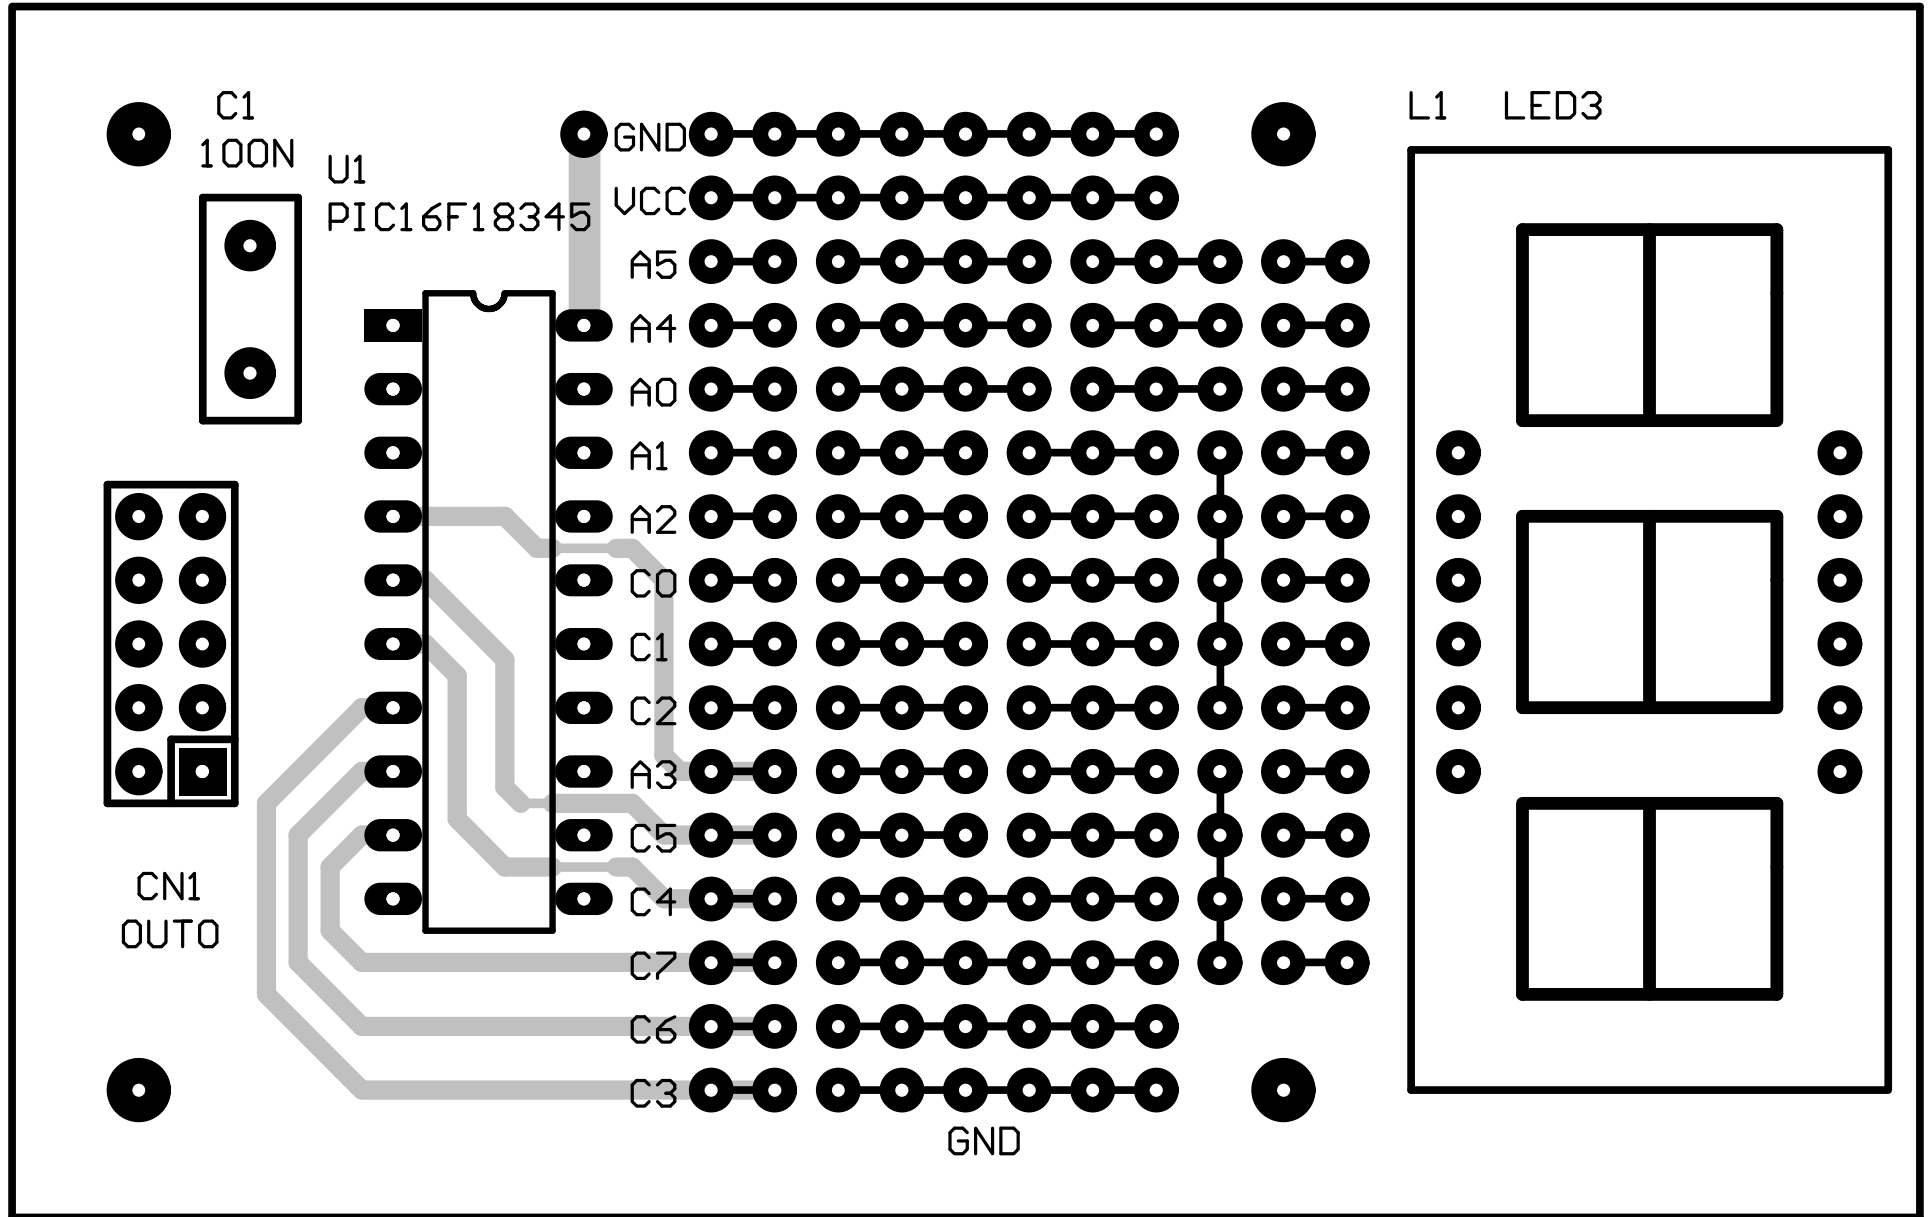 C1
100N
U1
PIC16F18345
GND
VCC
A5
A4
A0
A1
A2
C0
C1
C2
A3
C5
C4
C7
C6
C3
GND
CN1
OUTO
L1 LED3